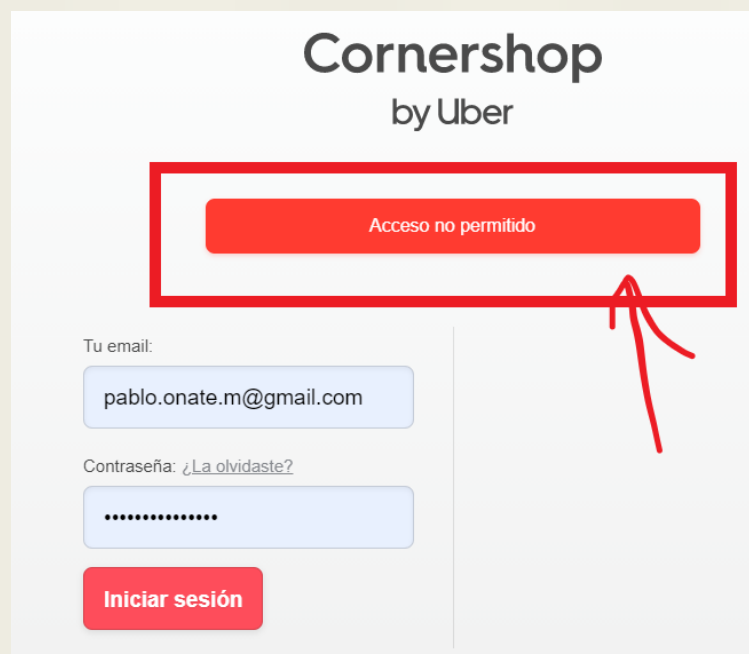 Cornershop
by Uber
Acceso no permitido
Tu email:
pablo.onate.m@gmail.com
Contraseña: ¿La olvidaste?
•••••••••••••••
Iniciar sesión